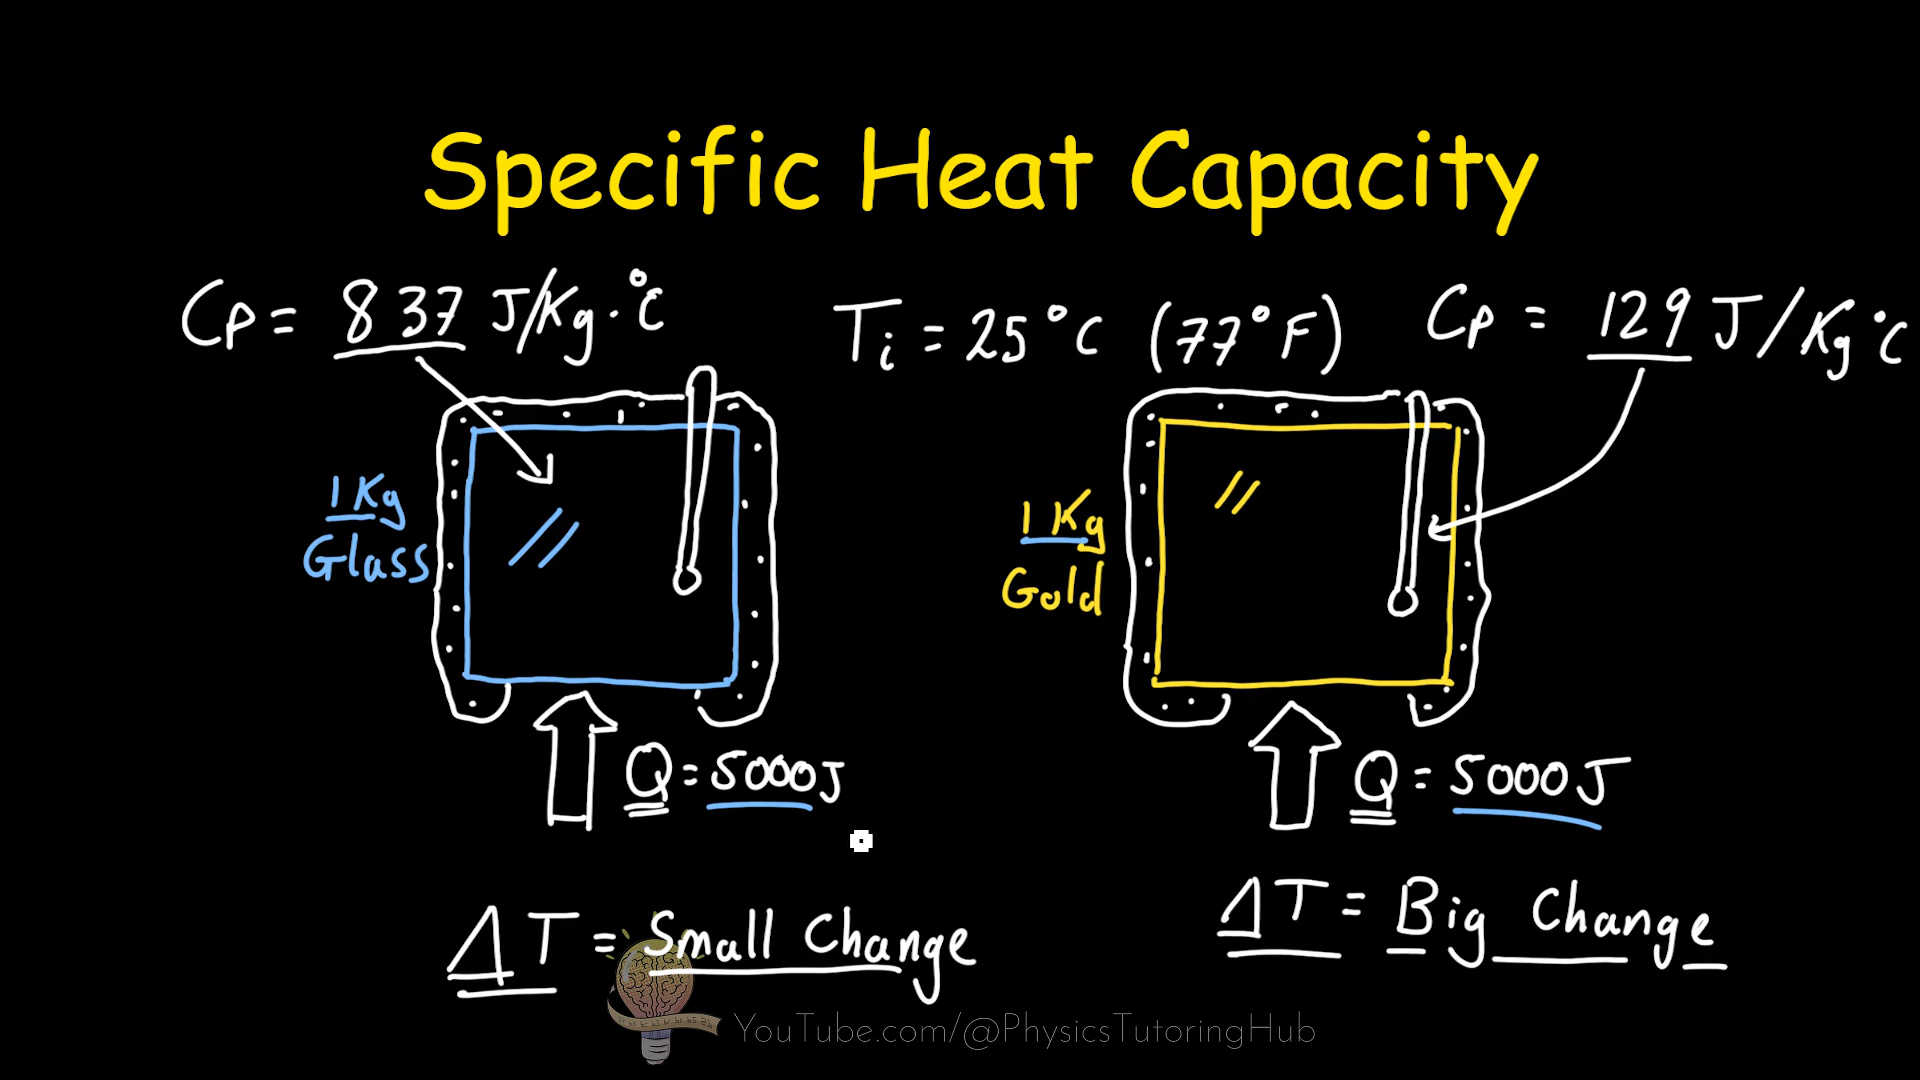 Specific Heat Capacity
Cp = 837 J/Kg·°C
Ti = 25°C (77°F)
Cp = 129 J/Kg°C
1 Kg
Glass
1 Kg
Gold
Q = 5000J
Q = 5000J
ΔT = Small Change
ΔT = Big Change
YouTube.com/@PhysicsTutoringHub